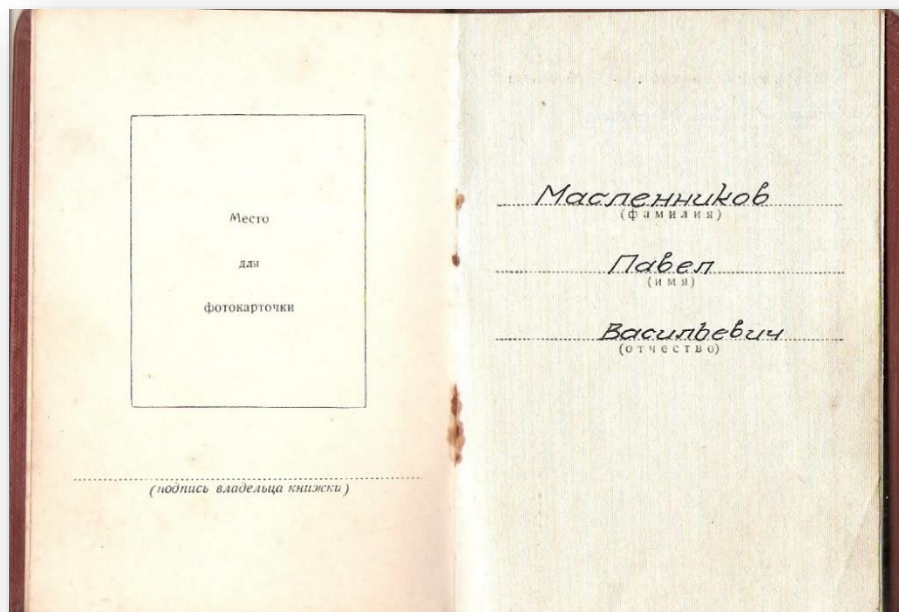 Место
для
фотокарточки
(подпись владельца книжки)
Масленников
(фамилия)
Павел
(имя)
Васильевич
(отчество)